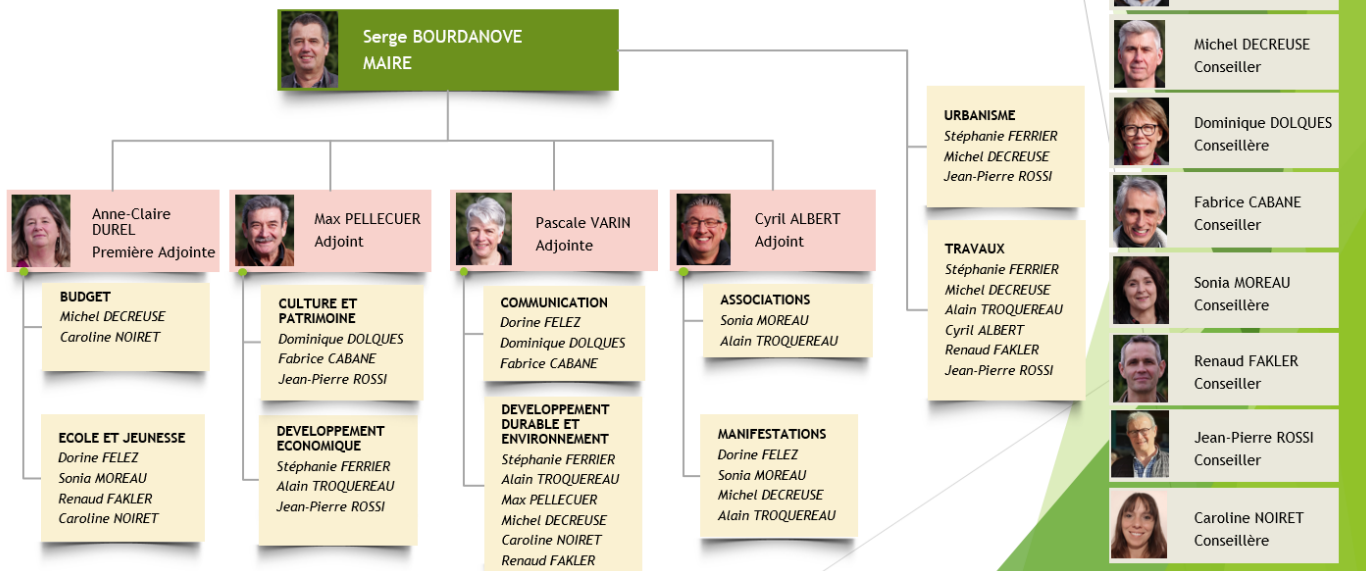 Serge BOURDANOVE
MAIRE
Anne-Claire
DUREL
Première Adjointe
BUDGET
Michel DECREUSE
Caroline NOIRET
ECOLE ET JEUNESSE
Dorine FELEZ
Sonia MOREAU
Renaud FAKLER
Caroline NOIRET
Max PELLECUER
Adjoint
CULTURE ET
PATRIMOINE
Dominique DOLQUES
Fabrice CABANE
Jean-Pierre ROSSI
DEVELOPPEMENT
ECONOMIQUE
Stéphanie FERRIER
Alain TROQUEREAU
Jean-Pierre ROSSI
Pascale VARIN
Adjointe
COMMUNICATION
Dorine FELEZ
Dominique DOLQUES
Fabrice CABANE
DEVELOPPEMENT
DURABLE ET
ENVIRONNEMENT
Stéphanie FERRIER
Alain TROQUEREAU
Max PELLECUER
Michel DECREUSE
Caroline NOIRET
Renaud FAKLER
Cyril ALBERT
Adjoint
ASSOCIATIONS
Sonia MOREAU
Alain TROQUEREAU
MANIFESTATIONS
Dorine FELEZ
Sonia MOREAU
Michel DECREUSE
Alain TROQUEREAU
URBANISME
Stéphanie FERRIER
Michel DECREUSE
Jean-Pierre ROSSI
TRAVAUX
Stéphanie FERRIER
Michel DECREUSE
Alain TROQUEREAU
Cyril ALBERT
Renaud FAKLER
Jean-Pierre ROSSI
Michel DECREUSE
Conseiller
Dominique DOLQUES
Conseillère
Fabrice CABANE
Conseiller
Sonia MOREAU
Conseillère
Renaud FAKLER
Conseiller
Jean-Pierre ROSSI
Conseiller
Caroline NOIRET
Conseillère